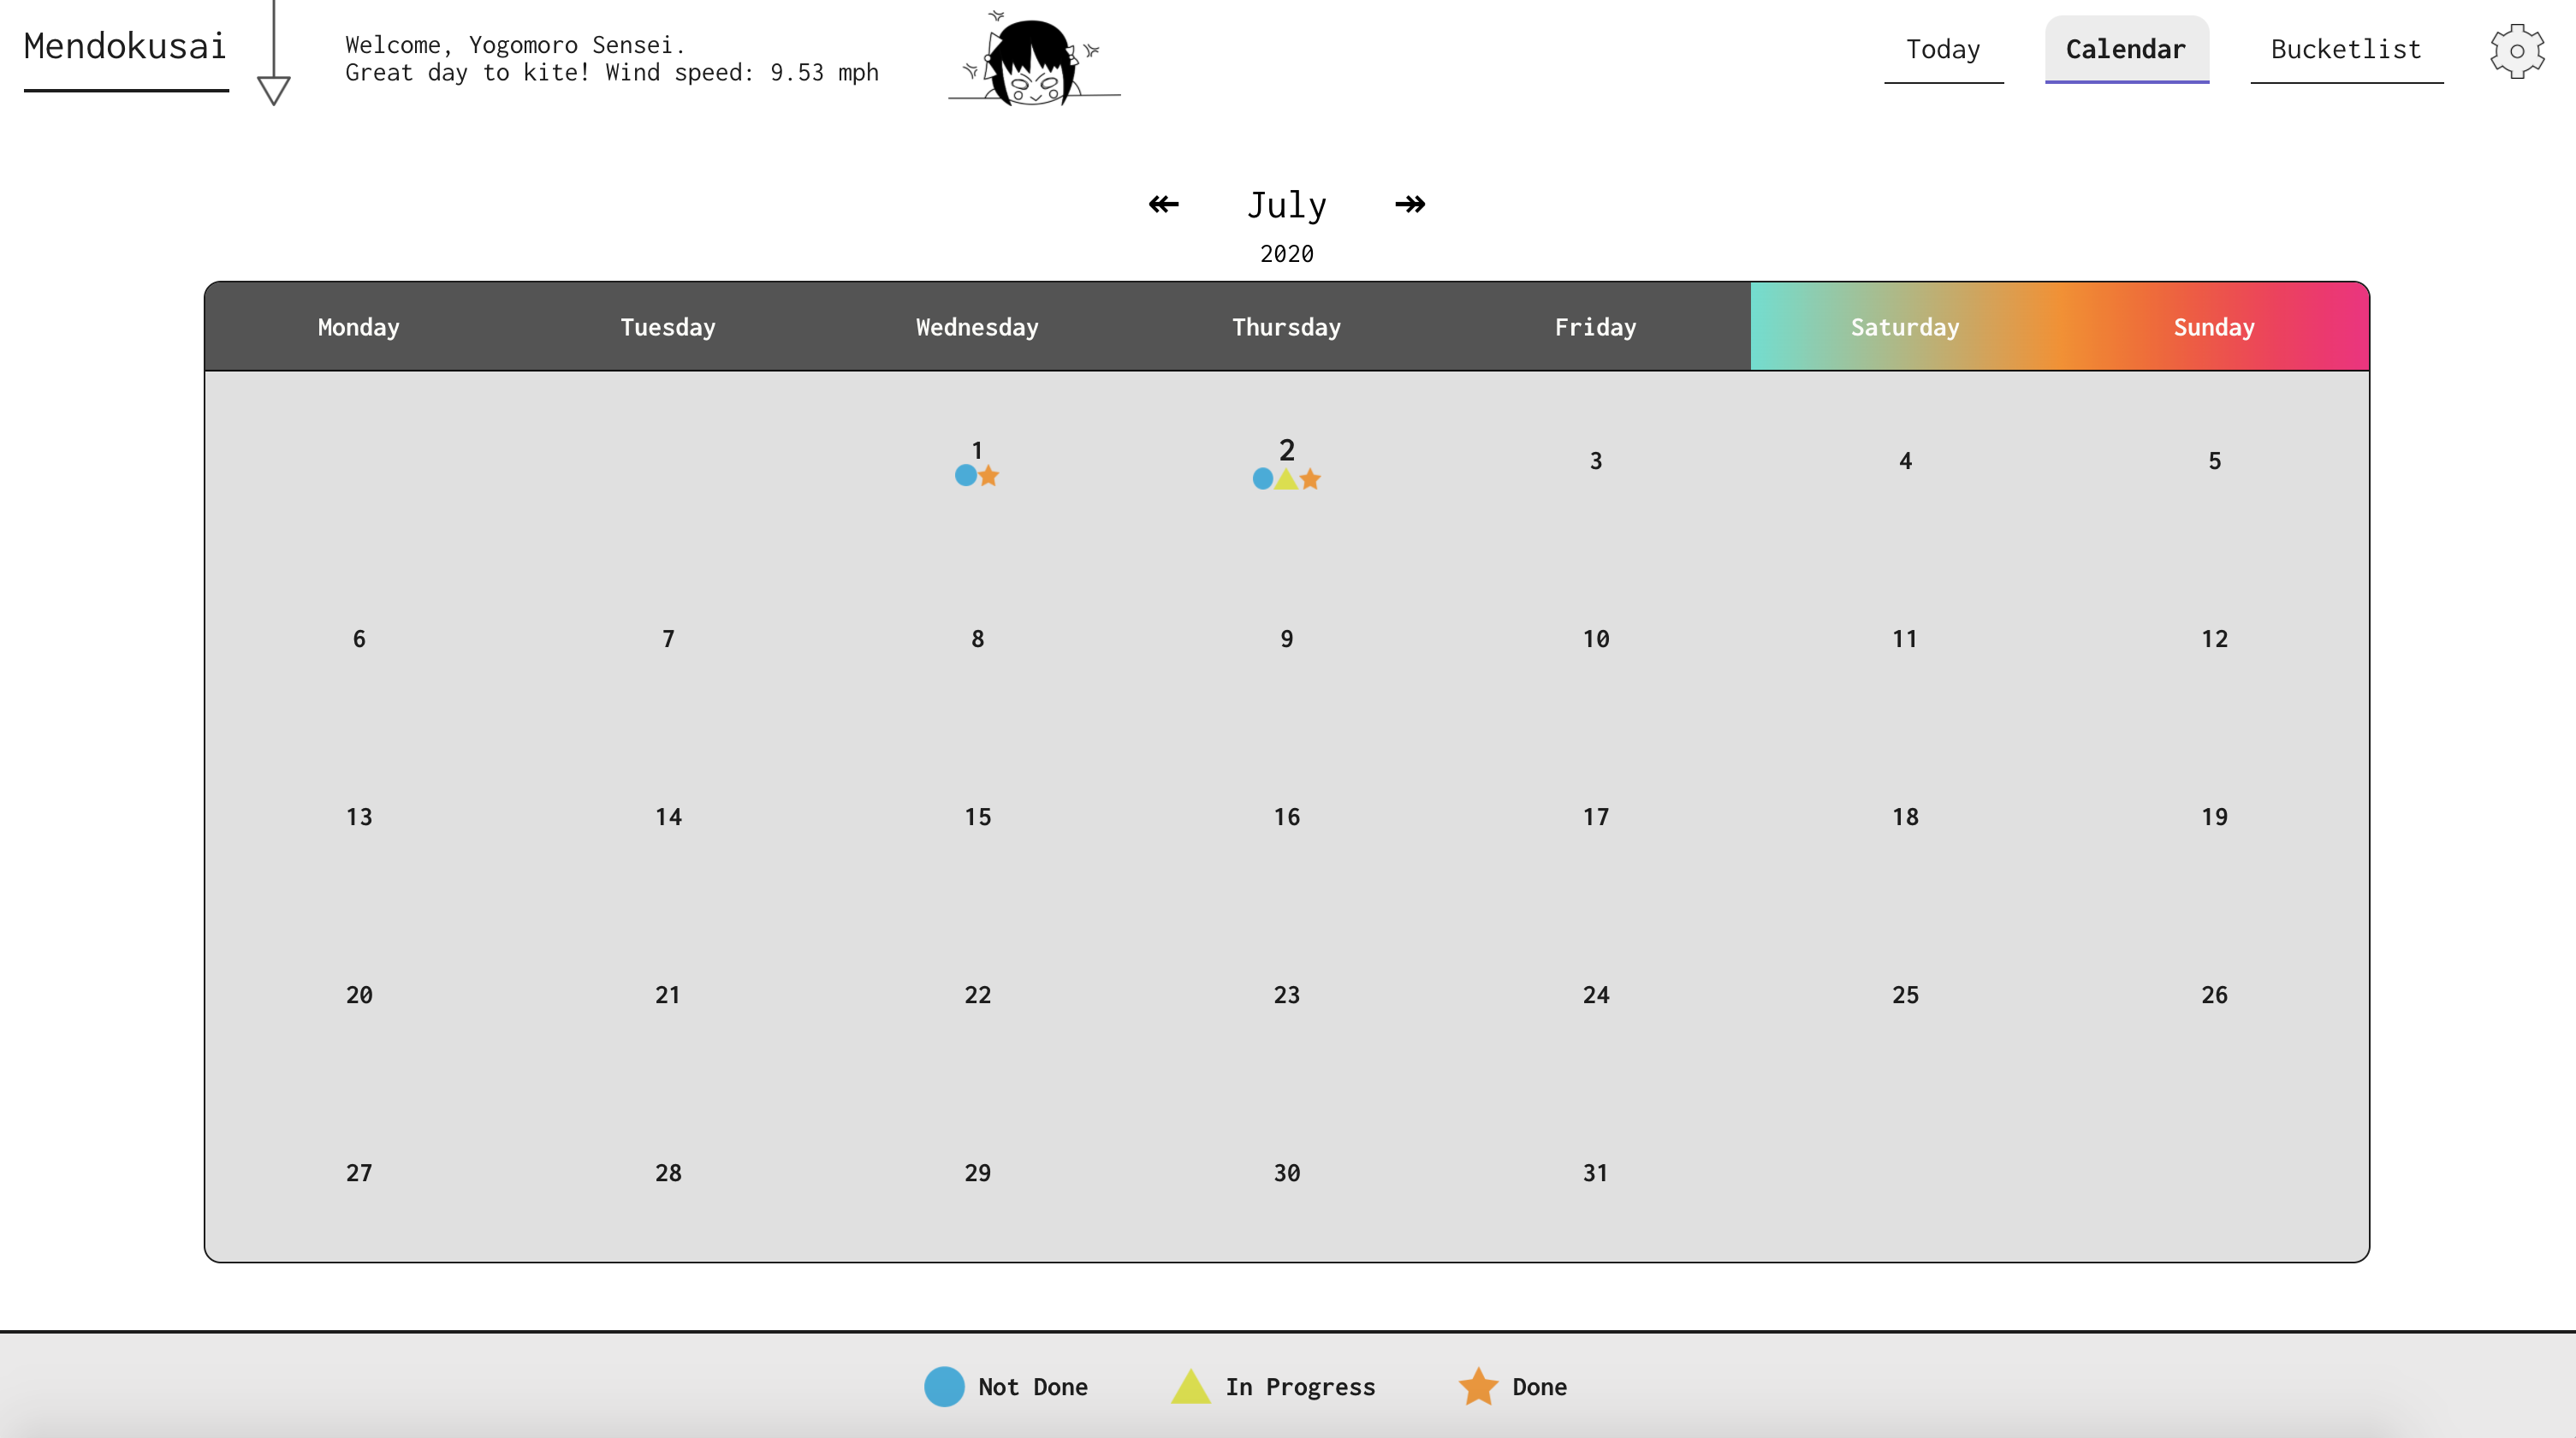 Mendokusai
Welcome, Yogomoro Sensei.
Great day to kite! Wind speed: 9.53 mph
Today Calendar Bucketlist
July
2020
Monday Tuesday Wednesday Thursday Friday Saturday Sunday
1 2 3 4 5
6 7 8 9 10 11 12
13 14 15 16 17 18 19
20 21 22 23 24 25 26
27 28 29 30 31
Not Done In Progress Done